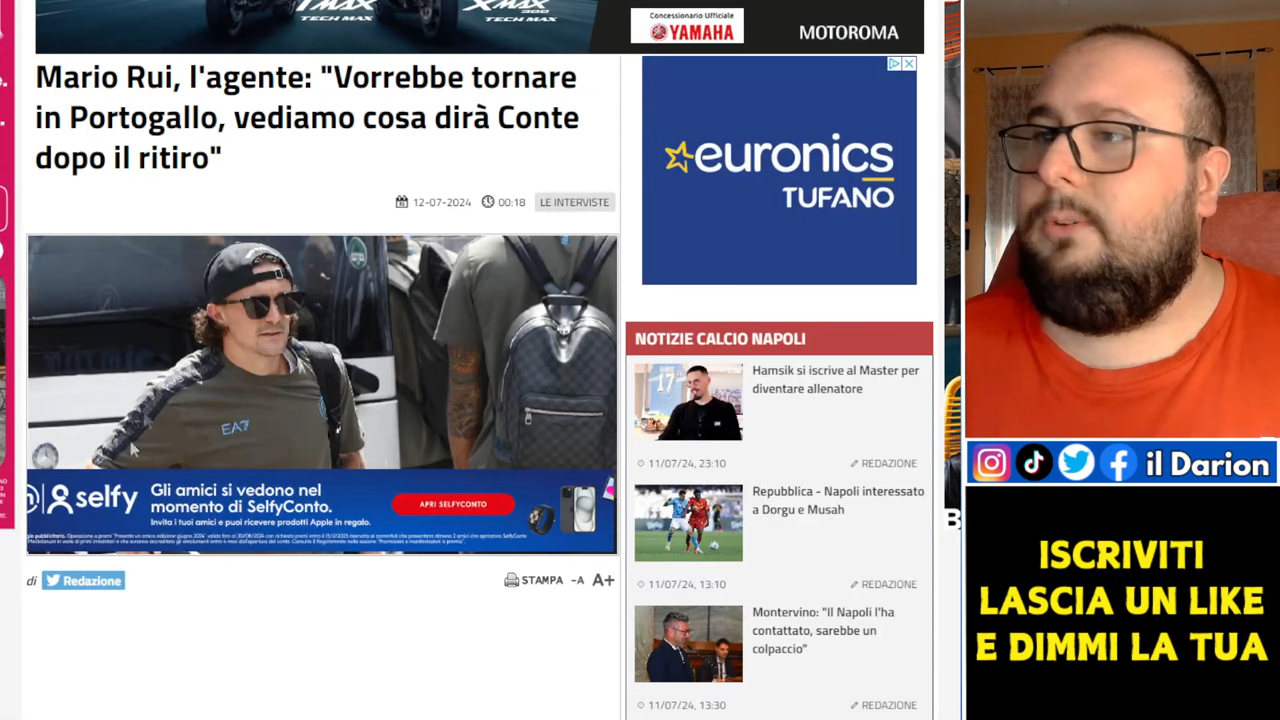 TMAX
TECH MAX
XMAX
300
TECH MAX
Concessionario Ufficiale
YAMAHA
MOTOROMA
Mario Rui, l'agente: "Vorrebbe tornare
in Portogallo, vediamo cosa dirà Conte
dopo il ritiro"
12-07-2024
00:18
LE INTERVISTE
EA7
selfy
Gli amici si vedono nel
momento di SelfyConto.
Invita i tuoi amici e puoi ricevere prodotti Apple in regalo.
APRI SELFYCONTO
di
Redazione
STAMPA -A A+
euronics
TUFANO
NOTIZIE CALCIO NAPOLI
17
Hamsik si iscrive al Master per
diventare allenatore
11/07/24, 23:10
REDAZIONE
Repubblica - Napoli interessato
a Dorgu e Musah
11/07/24, 13:10
REDAZIONE
Montervino: "Il Napoli l'ha
contattato, sarebbe un
colpaccio"
11/07/24, 13:30
REDAZIONE
il Darion
ISCRIVITI
LASCIA UN LIKE
E DIMMI LA TUA